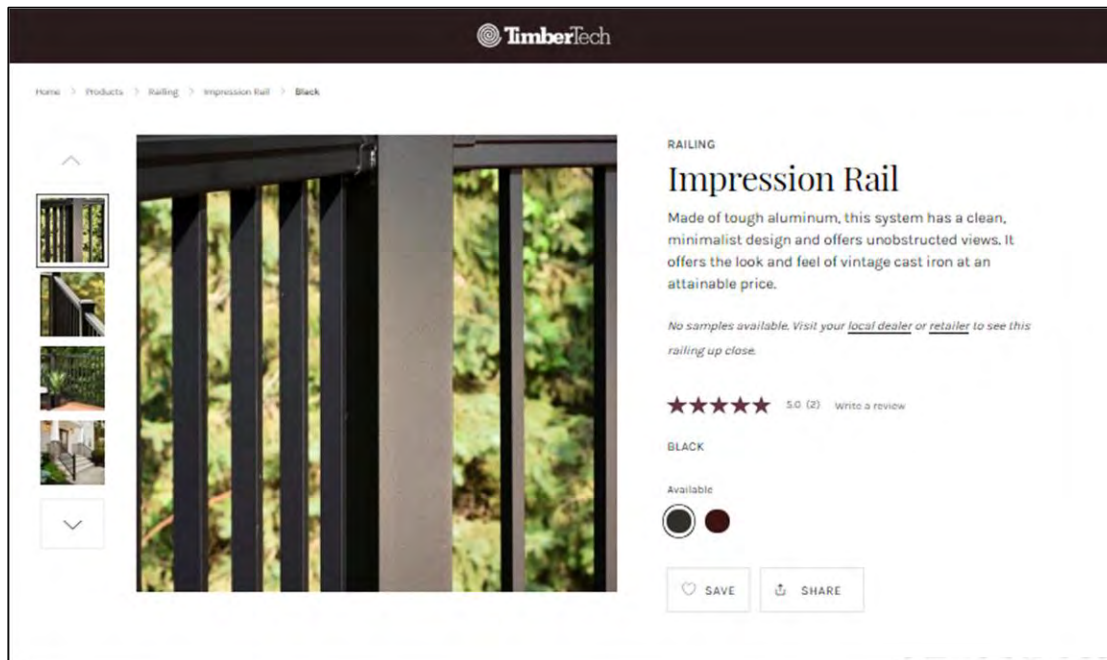 TimberTech
Home > Products > Railing > Impression Rail > Black
RAILING
Impression Rail
Made of tough aluminum, this system has a clean,
minimalist design and offers unobstructed views. It
offers the look and feel of vintage cast iron at an
attainable price.
No samples available. Visit your local dealer or retailer to see this
railing up close.
5.0 (2) Write a review
BLACK
Available
SAVE
SHARE